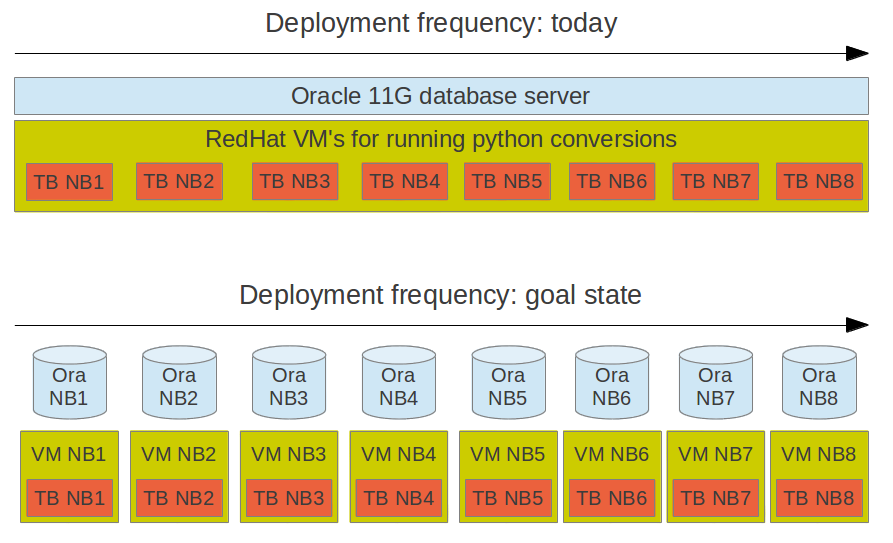 Deployment frequency: today
Oracle 11G database server
RedHat VM's for running python conversions
TB NB1 TB NB2 TB NB3 TB NB4 TB NB5 TB NB6 TB NB7 TB NB8
Deployment frequency: goal state
Ora Ora Ora Ora Ora Ora Ora Ora
NB1 NB2 NB3 NB4 NB5 NB6 NB7 NB8
VM NB1 VM NB2 VM NB3 VM NB4 VM NB5 VM NB6 VM NB7 VM NB8
TB NB1 TB NB2 TB NB3 TB NB4 TB NB5 TB NB6 TB NB7 TB NB8